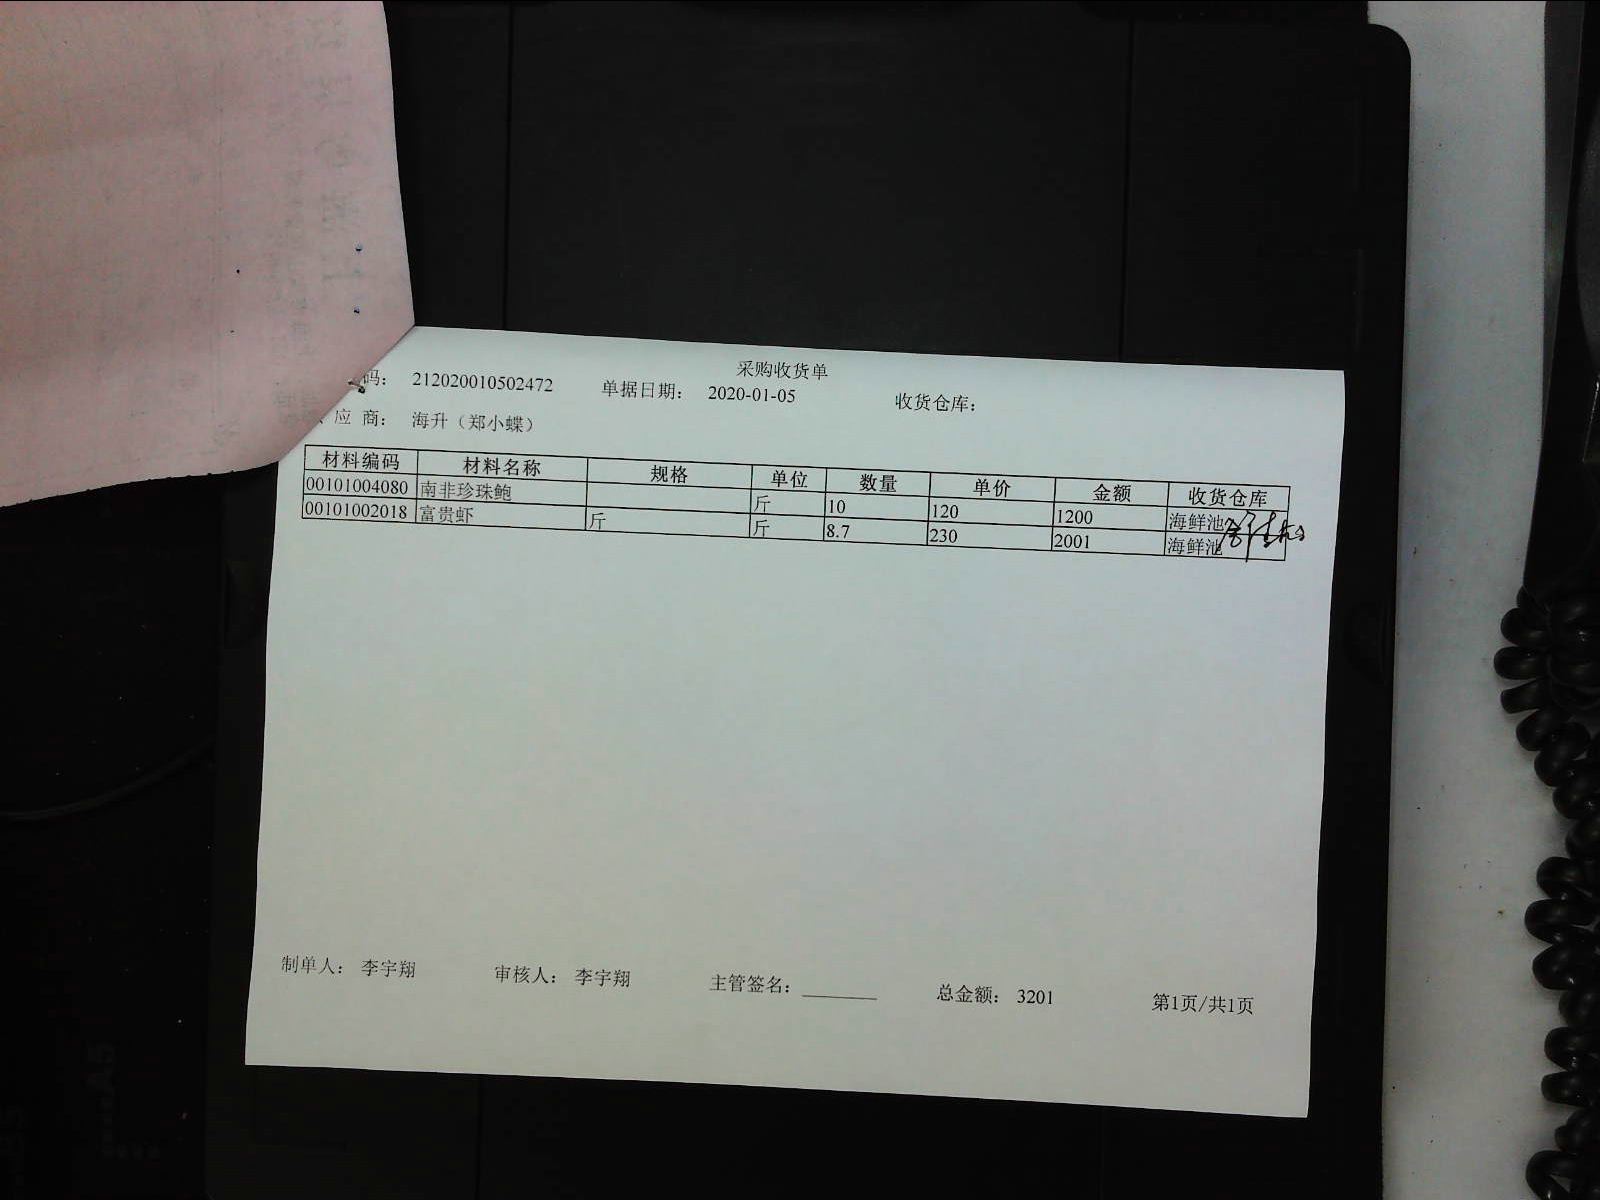 采购收货单
码： 212020010502472 单据日期： 2020-01-05 收货仓库：
应 商： 海升（郑小蝶）
材料编码 材料名称 规格 单位 数量 单价 金额 收货仓库
00101004080 南非珍珠鲍 斤 10 120 1200 海鲜池
00101002018 富贵虾 斤 斤 8.7 230 2001 海鲜池
制单人： 李宇翔 审核人： 李宇翔 主管签名： 总金额： 3201 第1页/共1页